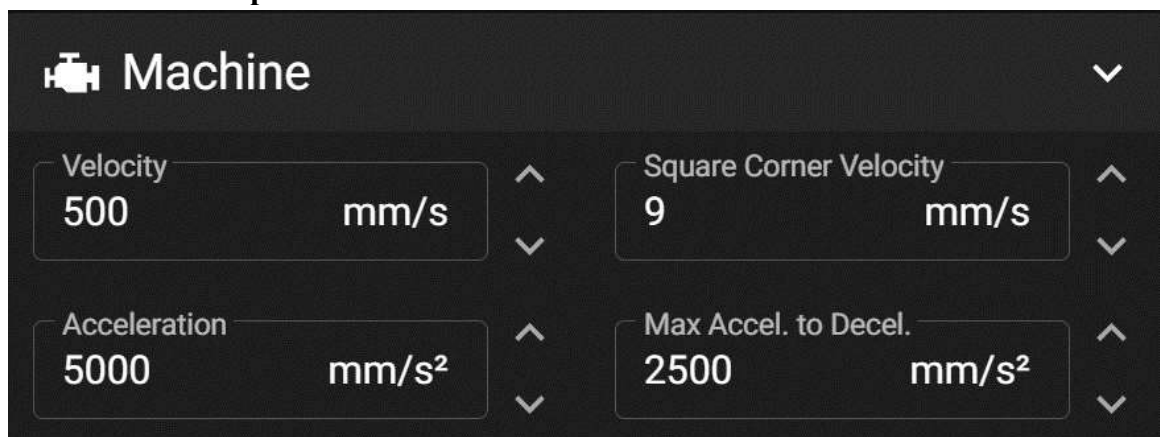 Machine
Velocity
500 mm/s
Square Corner Velocity
9 mm/s
Acceleration
5000 mm/s²
Max Accel. to Decel.
2500 mm/s²